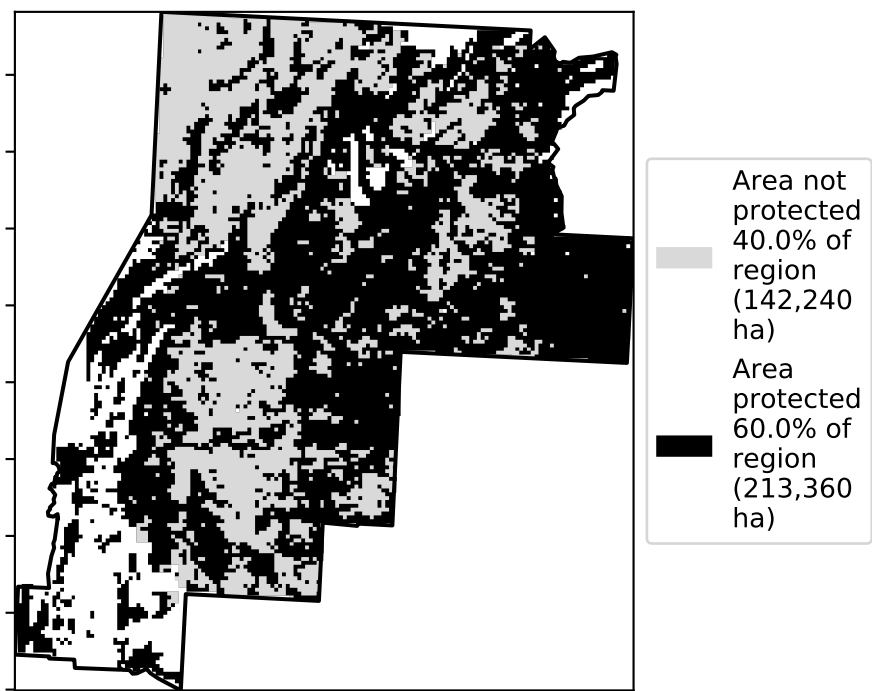 Area not
protected
40.0% of
region
(142,240
ha)
Area
protected
60.0% of
region
(213,360
ha)